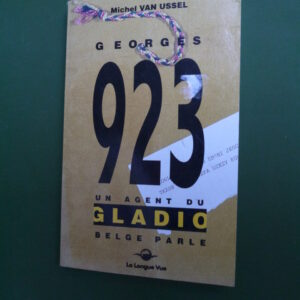 Michel VAN USSEL
GEORGES
923
UN AGENT DU
GLADIO
BELGE PARLE
La Longue Vue